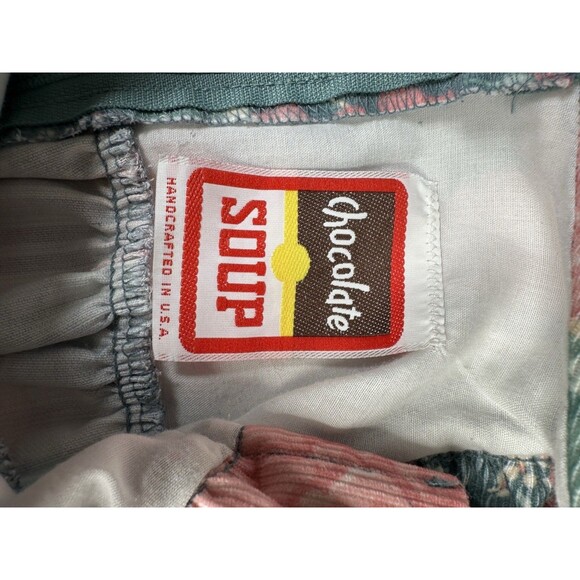 chocolate
SOUP
HANDCRAFTED IN U.S.A.